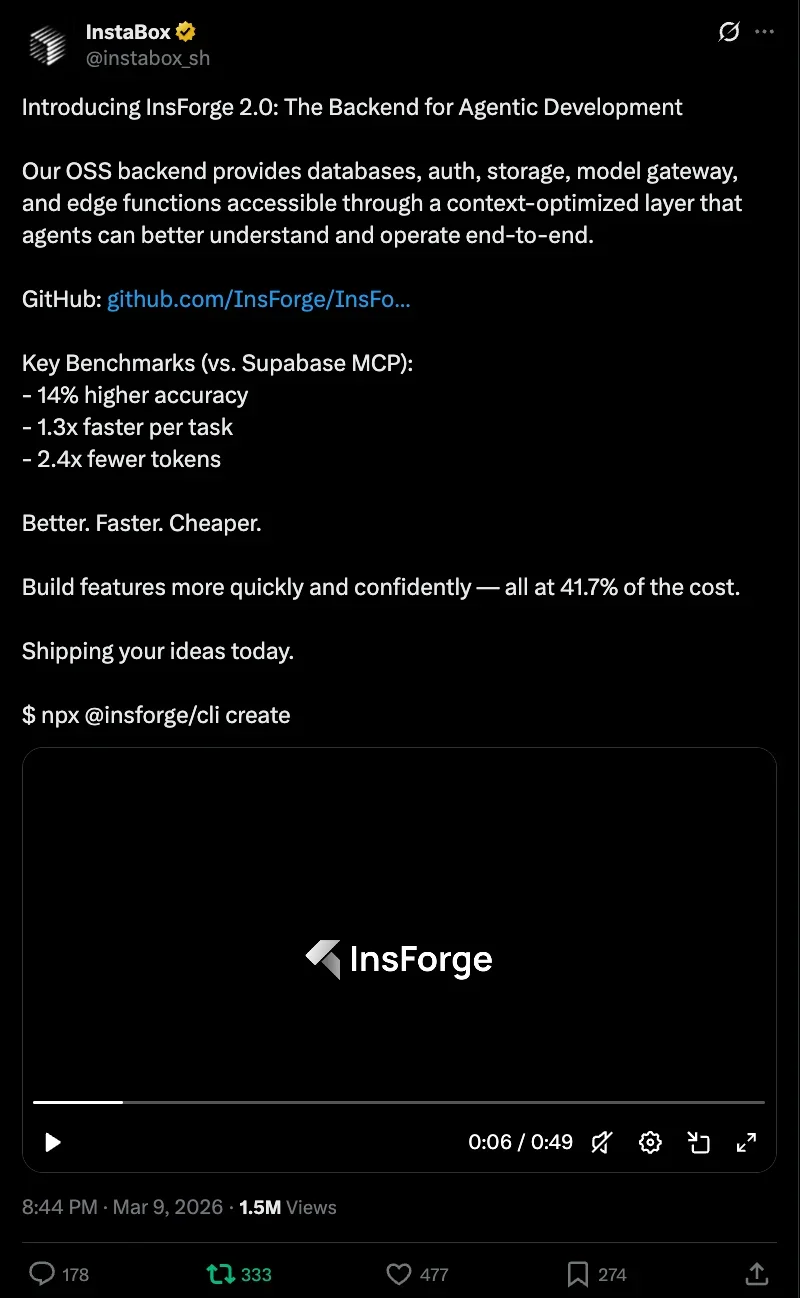 InstaBox
@instabox_sh
Introducing InsForge 2.0: The Backend for Agentic Development
Our OSS backend provides databases, auth, storage, model gateway,
and edge functions accessible through a context-optimized layer that
agents can better understand and operate end-to-end.
GitHub: github.com/InsForge/InsFo…
Key Benchmarks (vs. Supabase MCP):
- 14% higher accuracy
- 1.3x faster per task
- 2.4x fewer tokens
Better. Faster. Cheaper.
Build features more quickly and confidently — all at 41.7% of the cost.
Shipping your ideas today.
$ npx @insforge/cli create
InsForge
0:06 / 0:49
8:44 PM · Mar 9, 2026 · 1.5M Views
178 333 477 274